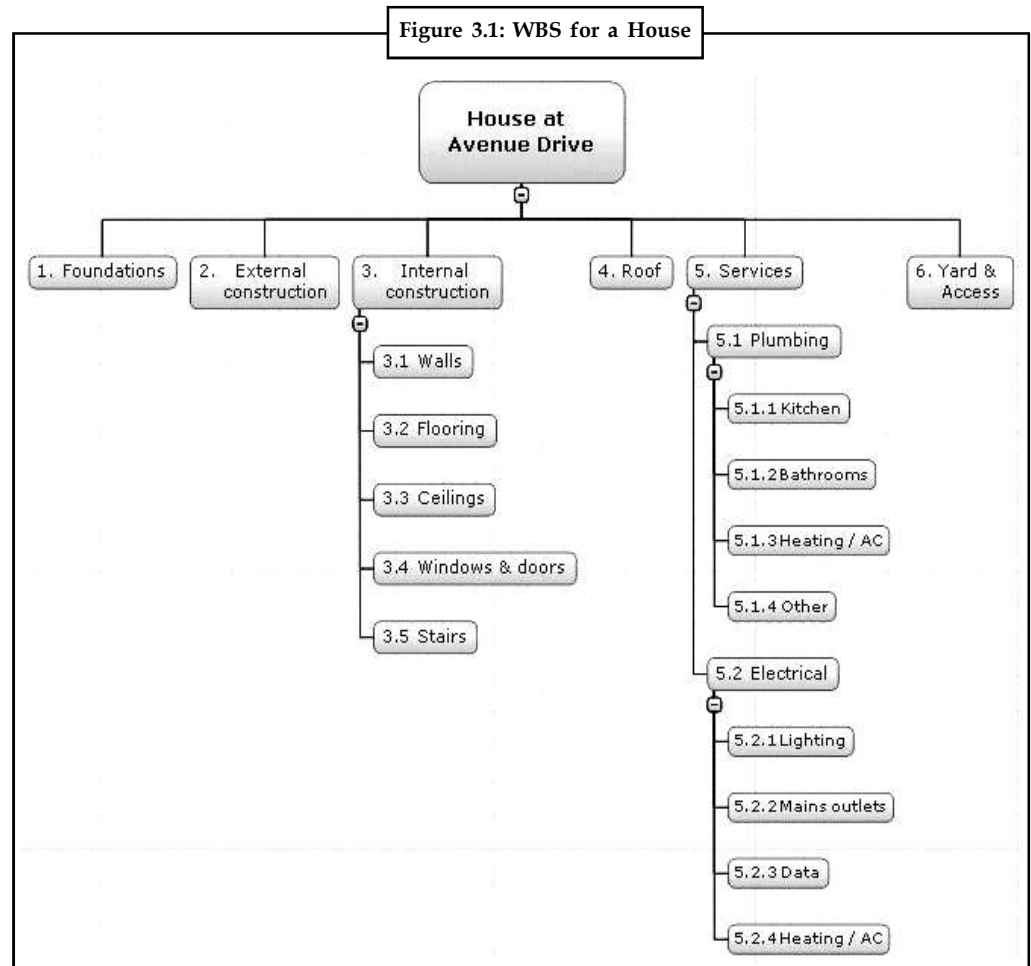 Figure 3.1: WBS for a House
House at
Avenue Drive
1. Foundations
2. External
construction
3. Internal
construction
4. Roof
5. Services
6. Yard &
Access
3.1 Walls
3.2 Flooring
3.3 Ceilings
3.4 Windows & doors
3.5 Stairs
5.1 Plumbing
5.1.1 Kitchen
5.1.2 Bathrooms
5.1.3 Heating / AC
5.1.4 Other
5.2 Electrical
5.2.1 Lighting
5.2.2 Mains outlets
5.2.3 Data
5.2.4 Heating / AC